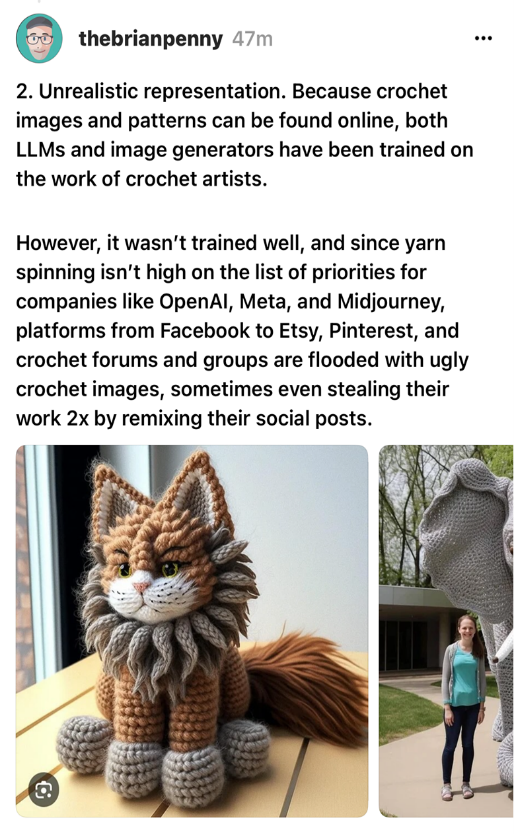 thebrianpenny 47m
2. Unrealistic representation. Because crochet
images and patterns can be found online, both
LLMs and image generators have been trained on
the work of crochet artists.
However, it wasn’t trained well, and since yarn
spinning isn’t high on the list of priorities for
companies like OpenAI, Meta, and Midjourney,
platforms from Facebook to Etsy, Pinterest, and
crochet forums and groups are flooded with ugly
crochet images, sometimes even stealing their
work 2x by remixing their social posts.